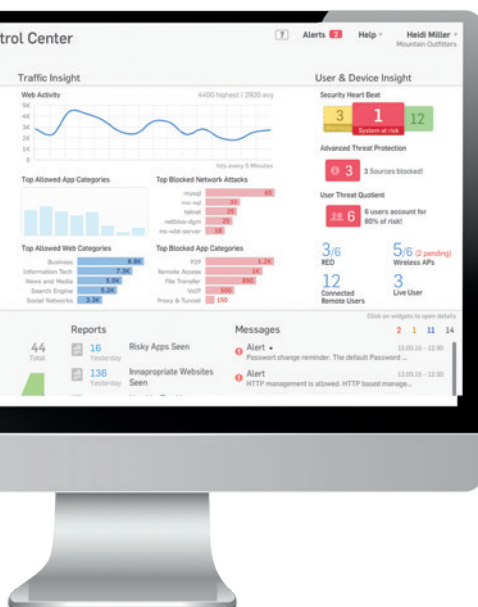 trol Center
? Alerts 2 Help Heidi Miller
Mountain Outfitters
Traffic Insight
User & Device Insight
Web Activity
4400 highest | 2900 avg
5K
4K
3K
2K
1K
0
hits every 5 Minutes
Security Heart Beat
3 1 12
System at risk
Advanced Threat Protection
3 3 Sources blocked!
User Threat Quotient
6 6 users account for
80% of risk!
Top Allowed App Categories
Top Blocked Network Attacks
mysql 65
ms-sql 33
telnet 29
netbios-dgm 25
ms-wbt-server 18
Top Allowed Web Categories
Business 8.8K
Information Tech 7.3K
News and Media 5.5K
Search Engine 5.2K
Social Networks 3.3K
Top Blocked App Categories
P2P 1.2K
Remote Access 1K
File Transfer 850
VoIP 500
Proxy & Tunnel 150
3/6
RED
5/6 (2 pending)
Wireless APs
12
Connected
Remote Users
3
Live User
Click on widgets to open details
44
Total
Reports
16
Yesterday
Risky Apps Seen
136
Yesterday
Innapropriate Websites
Seen
Messages
2 1 11 14
Alert 12.03.15 – 12:30
Passwort change reminder. The default Password ...
Alert 12.03.15 – 12:30
HTTP management is allowed. HTTP based manage...